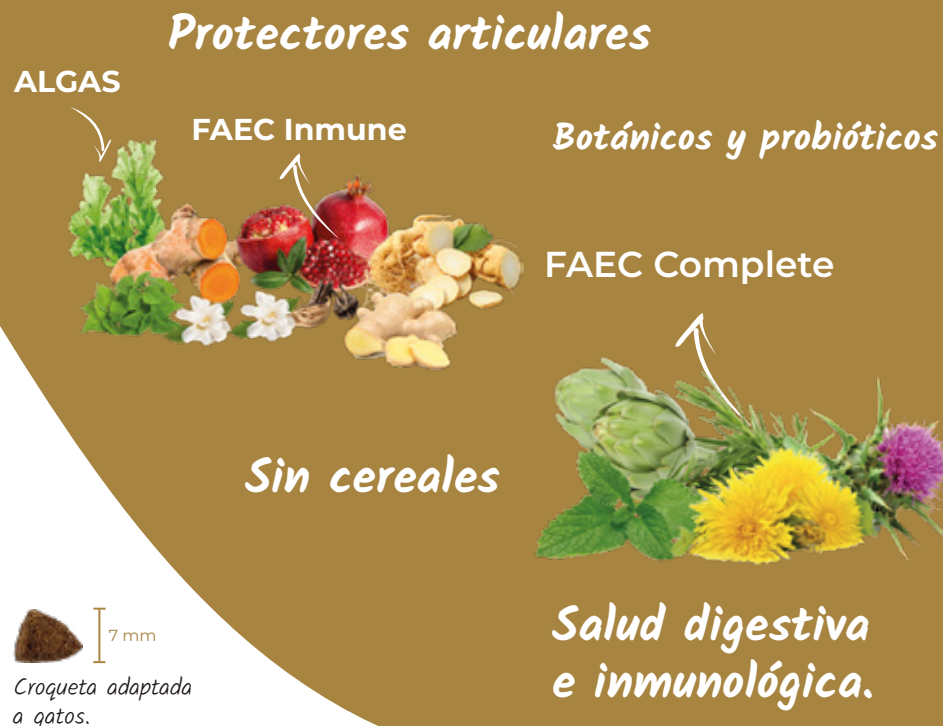 Protectores articulares
ALGAS
FAEC Inmune
Botánicos y probióticos
FAEC Complete
Sin cereales
7 mm
Croqueta adaptada
a gatos.
Salud digestiva
e inmunológica.